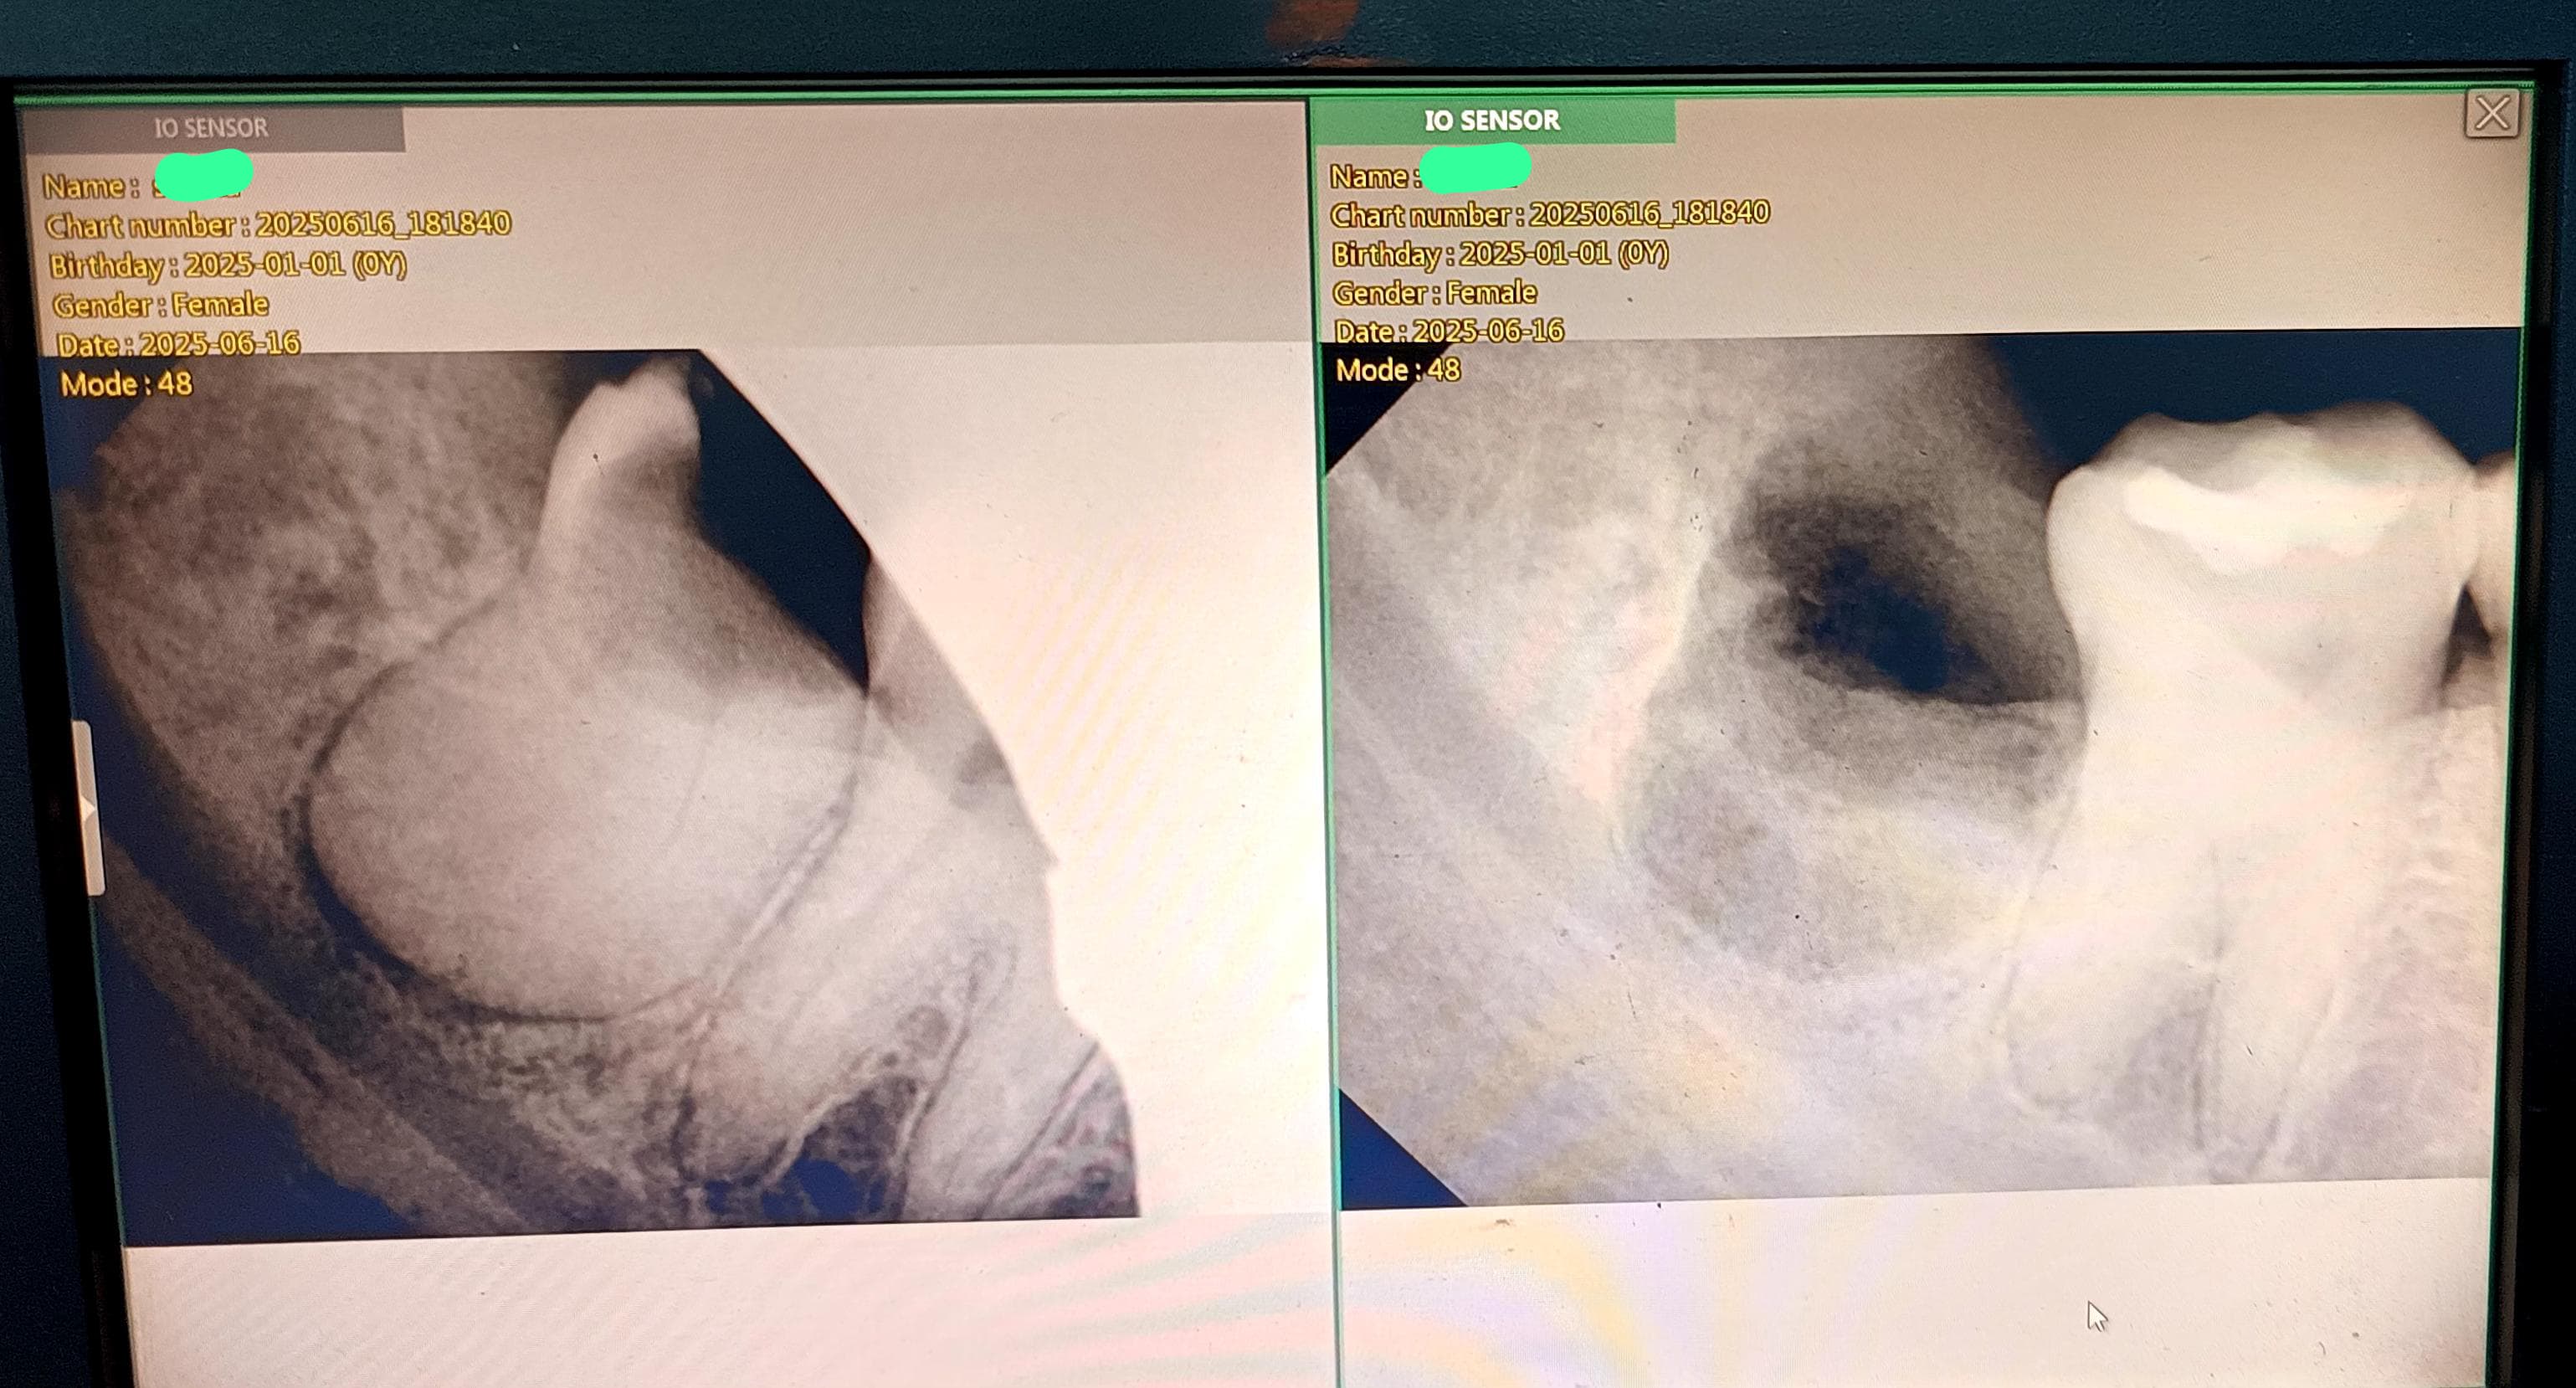 IO SENSOR
Name :
Chart number : 20250616_181840
Birthday : 2025-01-01 (0Y)
Gender : Female
Date : 2025-06-16
Mode : 48
IO SENSOR
Name :
Chart number : 20250616_181840
Birthday : 2025-01-01 (0Y)
Gender : Female
Date : 2025-06-16
Mode : 48